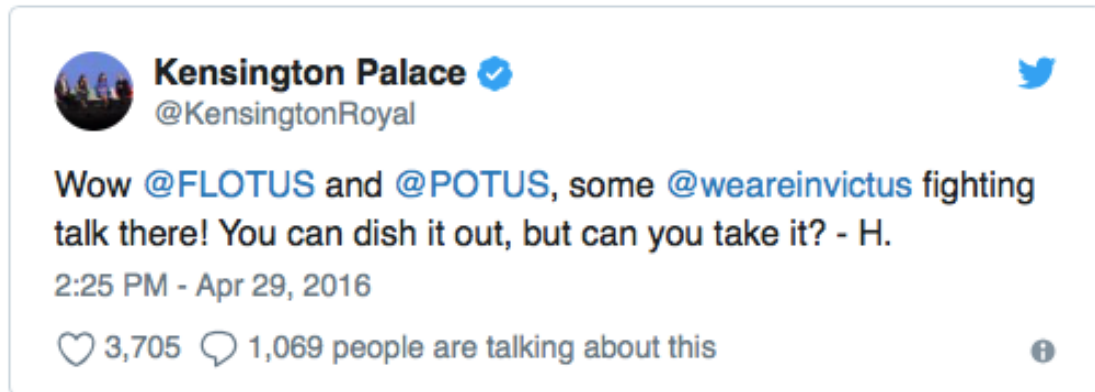 Kensington Palace
@KensingtonRoyal
Wow @FLOTUS and @POTUS, some @weareinvictus fighting
talk there! You can dish it out, but can you take it? - H.
2:25 PM - Apr 29, 2016
3,705 1,069 people are talking about this